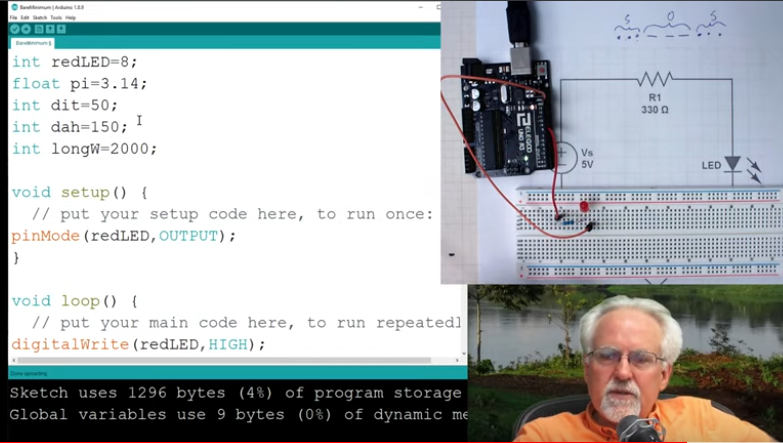 BareMinimum | Arduino 1.8.8
File Edit Sketch Tools Help
BareMinimum §
int redLED=8;
float pi=3.14;
int dit=50;
int dah=150;
int longW=2000;
void setup() {
// put your setup code here, to run once:
pinMode(redLED,OUTPUT);
}
void loop() {
// put your main code here, to run repeatedl
digitalWrite(redLED,HIGH);
Done uploading.
Sketch uses 1296 bytes (4%) of program storage
Global variables use 9 bytes (0%) of dynamic me
S O S
R1
330 Ω
Vs
5V
LED
ELEGOO
UNO R3